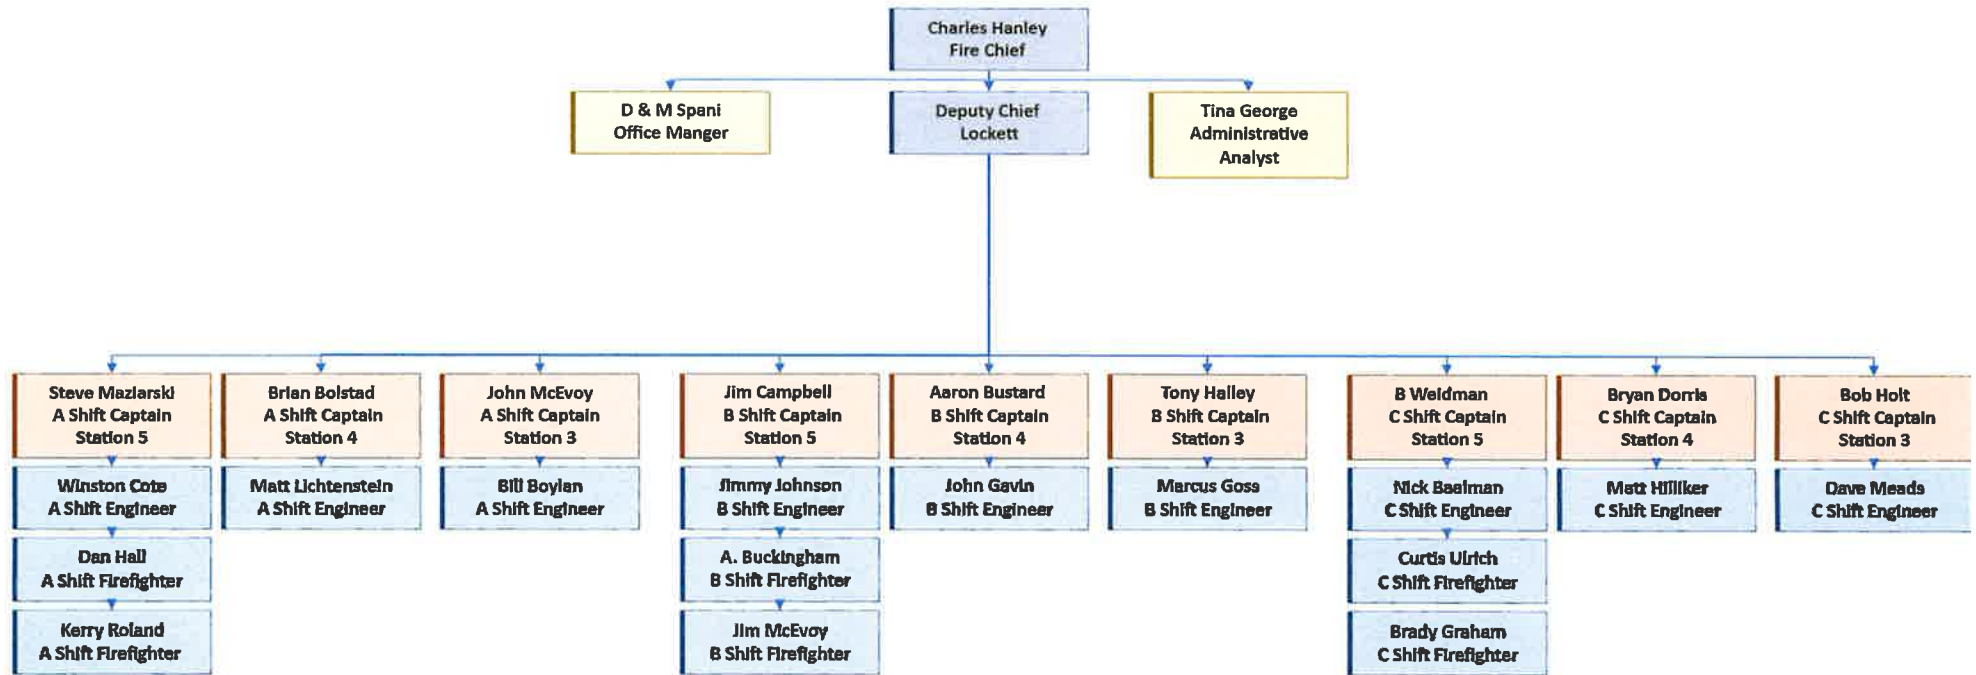 Charles Hanley
Fire Chief
D & M Spani
Office Manger
Deputy Chief
Lockett
Tina George
Administrative
Analyst
Steve Maziarski
A Shift Captain
Station 5
Brian Bolstad
A Shift Captain
Station 4
John McEvoy
A Shift Captain
Station 3
Jim Campbell
B Shift Captain
Station 5
Aaron Bustard
B Shift Captain
Station 4
Tony Hailey
B Shift Captain
Station 3
B Weidman
C Shift Captain
Station 5
Bryan Dorris
C Shift Captain
Station 4
Bob Holt
C Shift Captain
Station 3
Winston Cote
A Shift Engineer
Matt Lichtenstein
A Shift Engineer
Bill Boylan
A Shift Engineer
Jimmy Johnson
B Shift Engineer
John Gavin
B Shift Engineer
Marcus Goss
B Shift Engineer
Nick Baalman
C Shift Engineer
Matt Hilliker
C Shift Engineer
Dave Meads
C Shift Engineer
Dan Hall
A Shift Firefighter
A. Buckingham
B Shift Firefighter
Curtis Ulrich
C Shift Firefighter
Kerry Roland
A Shift Firefighter
Jim McEvoy
B Shift Firefighter
Brady Graham
C Shift Firefighter